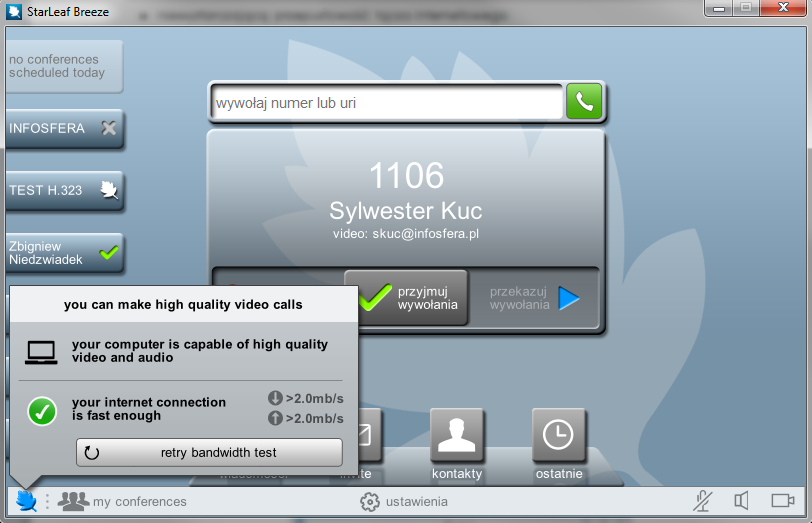 StarLeaf Breeze
no conferences
scheduled today
INFOSFERA
TEST H.323
Zbigniew
Niedzwiadek
wywołaj numer lub uri
1106
Sylwester Kuc
video: skuc@infosfera.pl
przyjmuj
wywołania
przekazuj
wywołania
you can make high quality video calls
your computer is capable of high quality
video and audio
your internet connection
is fast enough
>2.0mb/s
>2.0mb/s
retry bandwidth test
kontakty
ostatnie
my conferences
ustawienia